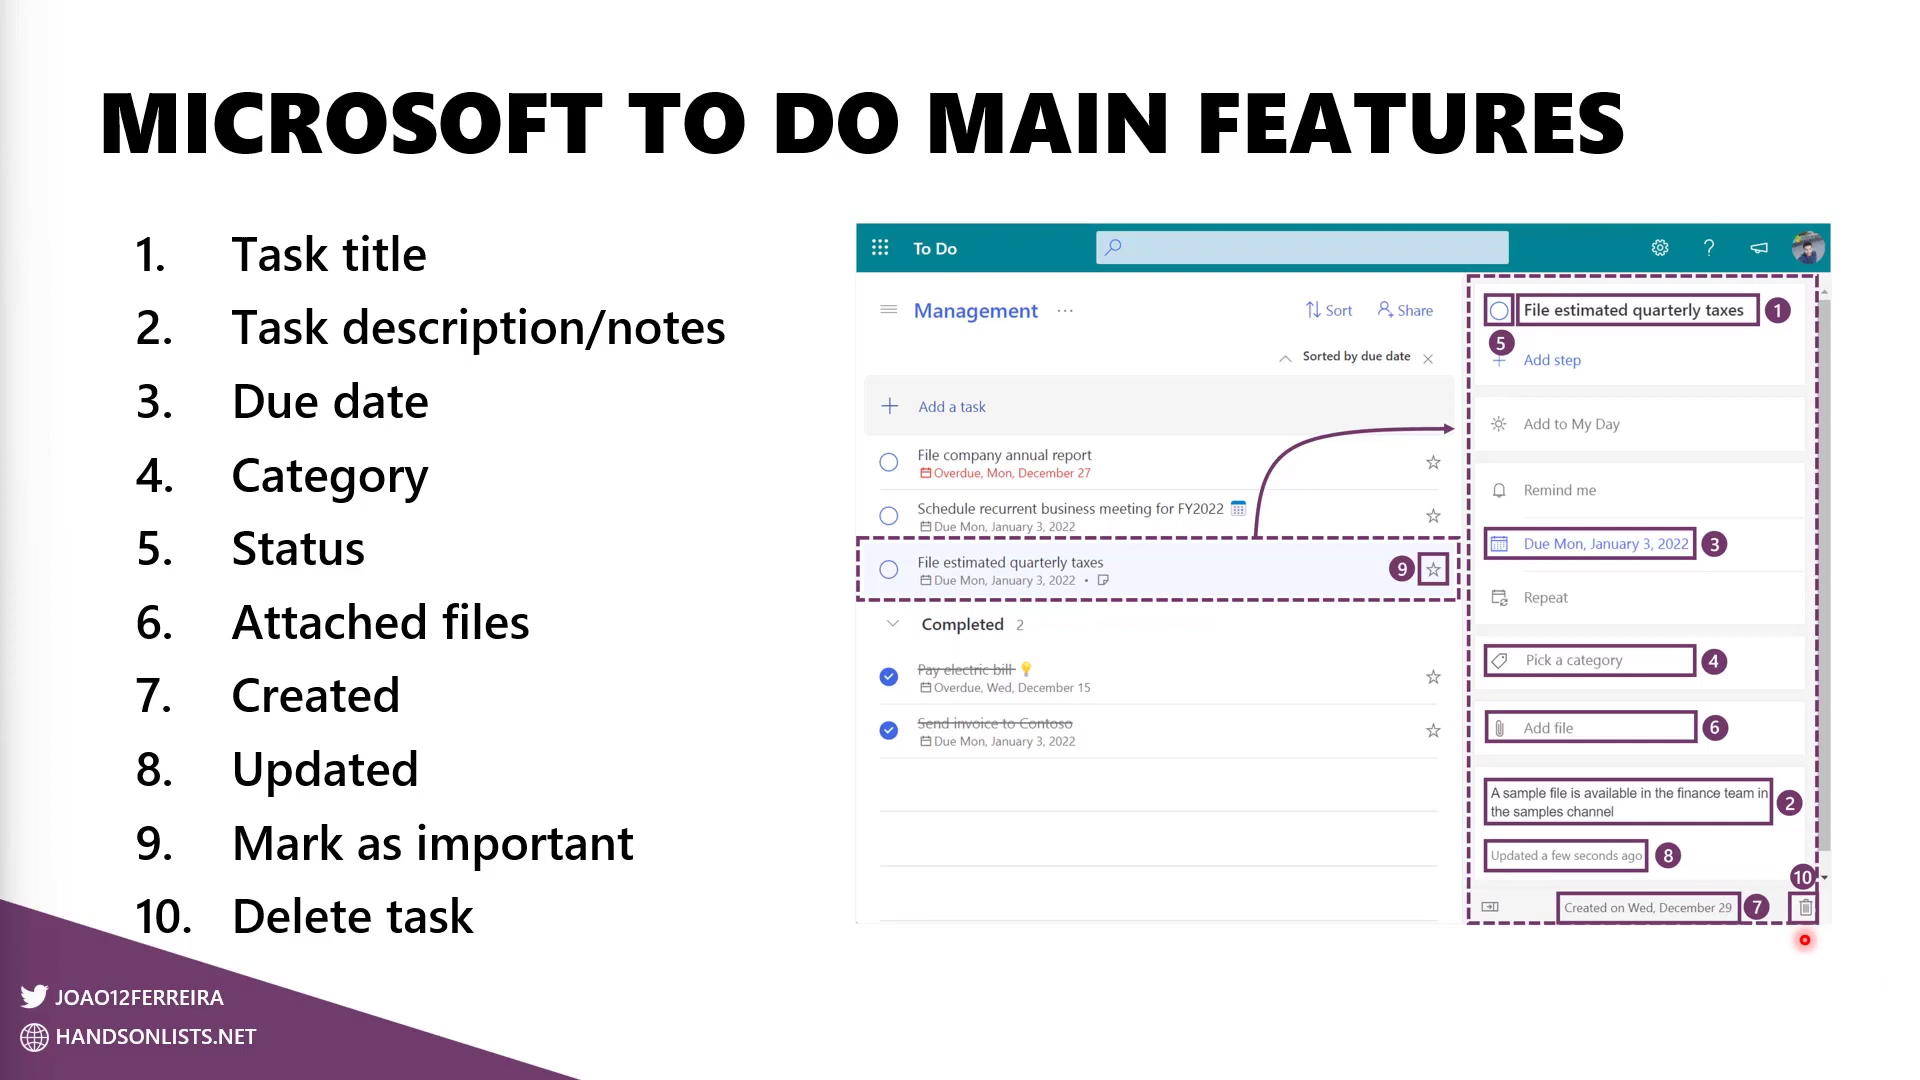 MICROSOFT TO DO MAIN FEATURES
1. Task title
2. Task description/notes
3. Due date
4. Category
5. Status
6. Attached files
7. Created
8. Updated
9. Mark as important
10. Delete task
To Do
?
Management ...
Sort
Share
Sorted by due date
Add a task
File company annual report
Overdue, Mon, December 27
Schedule recurrent business meeting for FY2022
Due Mon, January 3, 2022
File estimated quarterly taxes
Due Mon, January 3, 2022 •
9
Completed 2
Pay electric bill
Overdue, Wed, December 15
Send invoice to Contoso
Due Mon, January 3, 2022
File estimated quarterly taxes 1
5
Add step
Add to My Day
Remind me
Due Mon, January 3, 2022 3
Repeat
Pick a category 4
Add file 6
A sample file is available in the finance team in
the samples channel
2
Updated a few seconds ago 8
10
Created on Wed, December 29 7
JOAO12FERREIRA
HANDSONLISTS.NET